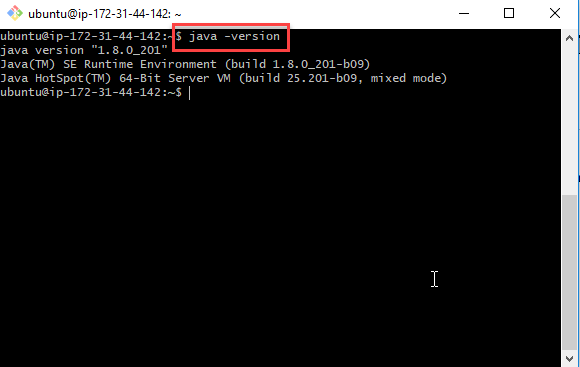 ubuntu@ip-172-31-44-142: ~
ubuntu@ip-172-31-44-142:~$ java -version
java version "1.8.0_201"
Java(TM) SE Runtime Environment (build 1.8.0_201-b09)
Java HotSpot(TM) 64-Bit Server VM (build 25.201-b09, mixed mode)
ubuntu@ip-172-31-44-142:~$